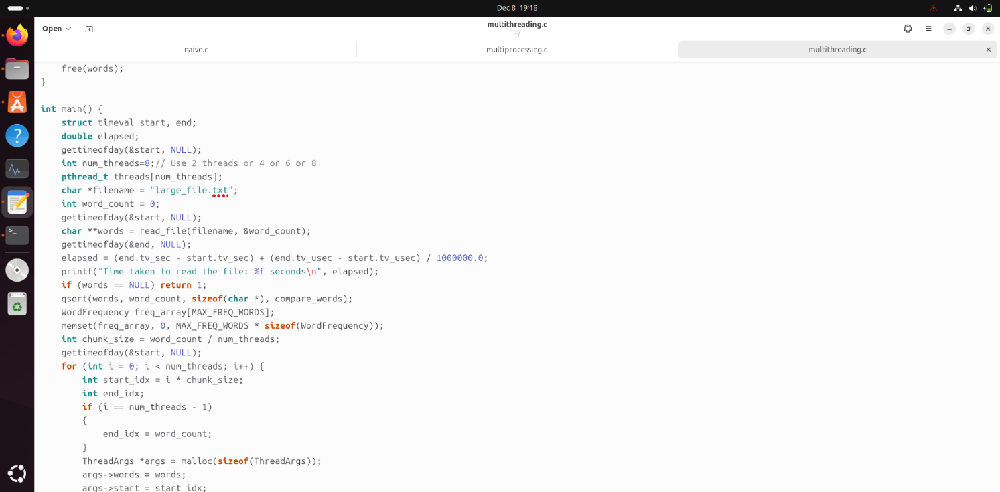 Dec 8 19:18
Open
multithreading.c
~/
naive.c
multiprocessing.c
multithreading.c
    free(words);
}
int main() {
    struct timeval start, end;
    double elapsed;
    gettimeofday(&start, NULL);
    int num_threads=8;// Use 2 threads or 4 or 6 or 8
    pthread_t threads[num_threads];
    char *filename = "large_file.txt";
    int word_count = 0;
    gettimeofday(&start, NULL);
    char **words = read_file(filename, &word_count);
    gettimeofday(&end, NULL);
    elapsed = (end.tv_sec - start.tv_sec) + (end.tv_usec - start.tv_usec) / 1000000.0;
    printf("Time taken to read the file: %f seconds\n", elapsed);
    if (words == NULL) return 1;
    qsort(words, word_count, sizeof(char *), compare_words);
    WordFrequency freq_array[MAX_FREQ_WORDS];
    memset(freq_array, 0, MAX_FREQ_WORDS * sizeof(WordFrequency));
    int chunk_size = word_count / num_threads;
    gettimeofday(&start, NULL);
    for (int i = 0; i < num_threads; i++) {
        int start_idx = i * chunk_size;
        int end_idx;
        if (i == num_threads - 1)
        {
            end_idx = word_count;
        }
        ThreadArgs *args = malloc(sizeof(ThreadArgs));
        args->words = words;
        args->start = start_idx;